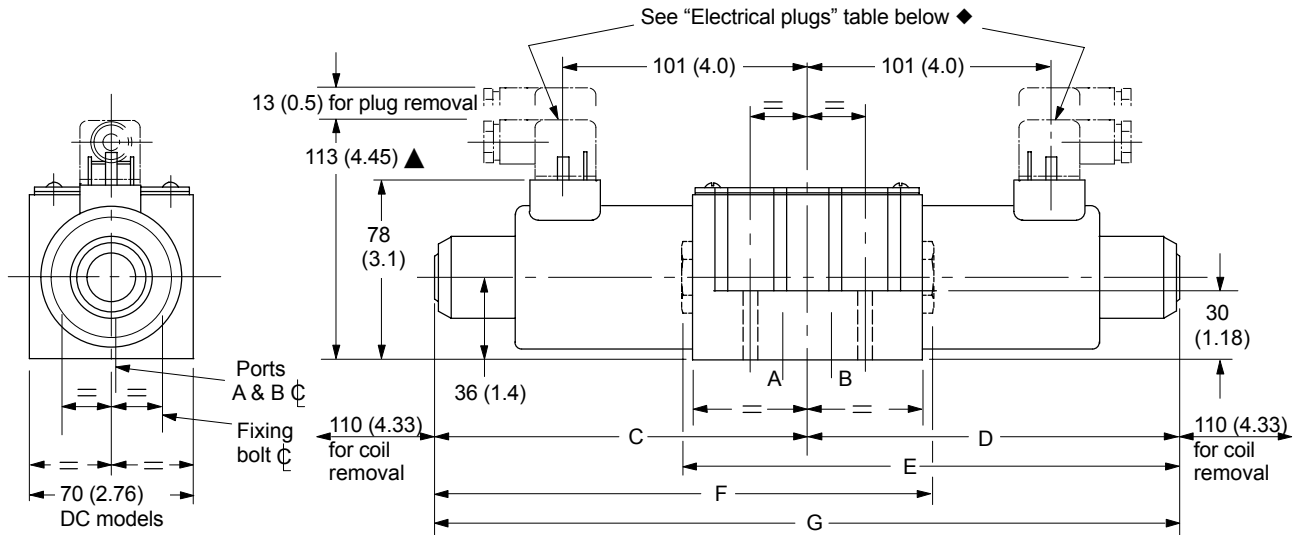 See “Electrical plugs” table below ◆
101 (4.0)
101 (4.0)
13 (0.5) for plug removal
113 (4.45) ▲
78
(3.1)
30
(1.18)
36 (1.4)
A
B
Ports
A & B ℄
Fixing
bolt ℄
110 (4.33)
for coil
removal
C
D
110 (4.33)
for coil
removal
E
F
G
70 (2.76)
DC models